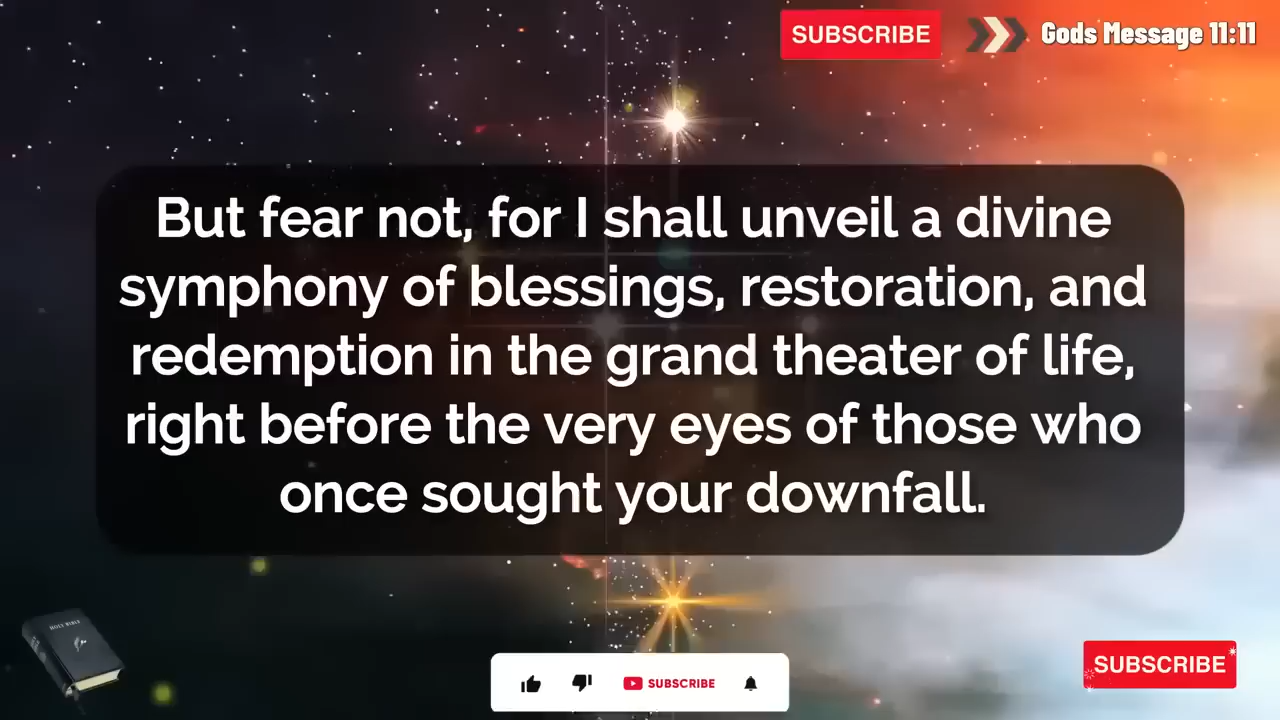 SUBSCRIBE
Gods Message 11:11
But fear not, for I shall unveil a divine
symphony of blessings, restoration, and
redemption in the grand theater of life,
right before the very eyes of those who
once sought your downfall.
HOLY BIBLE
SUBSCRIBE
SUBSCRIBE